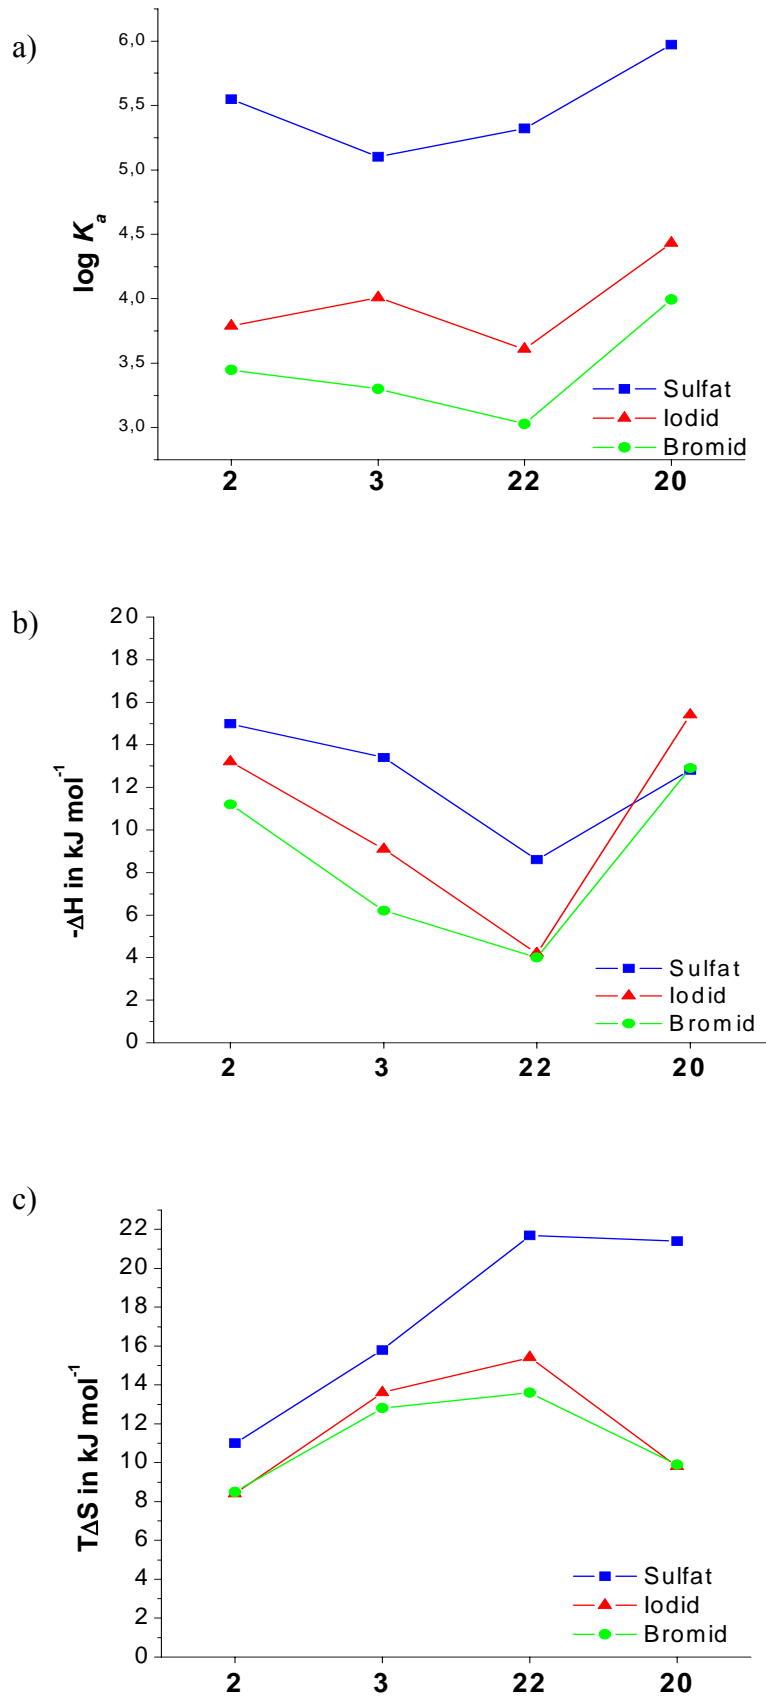 a)
6,0
5,5
5,0
4,5
4,0
3,5
3,0
log Ka
Sulfat
Iodid
Bromid
2 3 22 20
b)
20
18
16
14
12
10
8
6
4
2
0
-ΔH in kJ mol⁻¹
Sulfat
Iodid
Bromid
2 3 22 20
c)
22
20
18
16
14
12
10
8
6
4
2
0
TΔS in kJ mol⁻¹
Sulfat
Iodid
Bromid
2 3 22 20